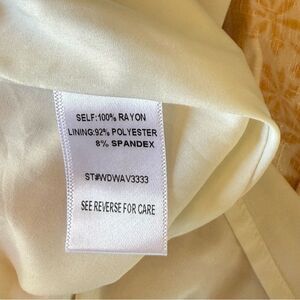 SELF:100% RAYON
LINING:92% POLYESTER
8% SPANDEX
ST#WDWAV3333
SEE REVERSE FOR CARE